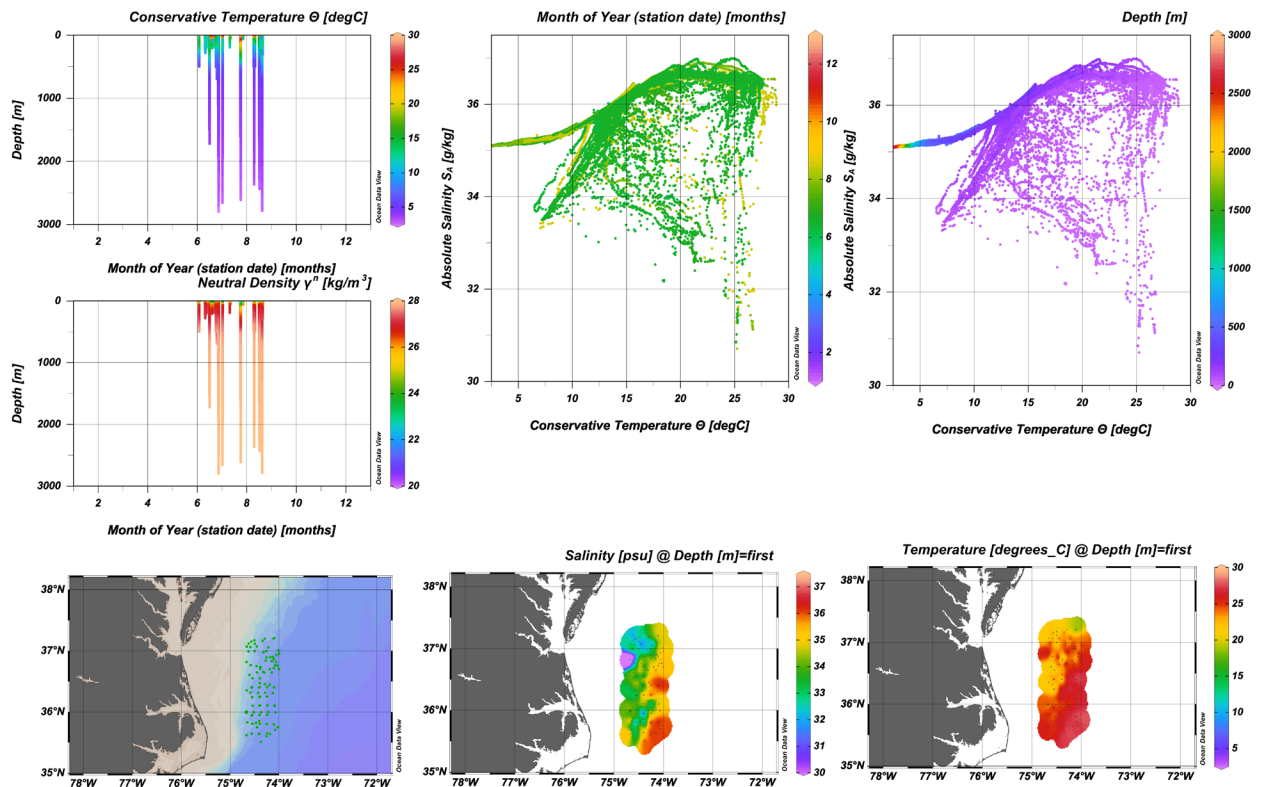 Conservative Temperature Θ [degC]
0
1000
2000
3000
Depth [m]
2 4 6 8 10 12
Month of Year (station date) [months]
30
25
20
15
10
5
Ocean Data View
Neutral Density γⁿ [kg/m³]
0
1000
2000
3000
Depth [m]
2 4 6 8 10 12
Month of Year (station date) [months]
28
26
24
22
20
Ocean Data View
Month of Year (station date) [months]
36
34
32
30
Absolute Salinity S_A [g/kg]
5 10 15 20 25 30
Conservative Temperature Θ [degC]
12
10
8
6
4
2
Ocean Data View
Depth [m]
36
34
32
30
Absolute Salinity S_A [g/kg]
5 10 15 20 25 30
Conservative Temperature Θ [degC]
3000
2500
2000
1500
1000
500
0
Ocean Data View
38°N
37°N
36°N
35°N
78°W 77°W 76°W 75°W 74°W 73°W 72°W
Ocean Data View
Salinity [psu] @ Depth [m]=first
38°N
37°N
36°N
35°N
78°W 77°W 76°W 75°W 74°W 73°W 72°W
37
36
35
34
33
32
31
30
Ocean Data View
Temperature [degrees_C] @ Depth [m]=first
38°N
37°N
36°N
35°N
78°W 77°W 76°W 75°W 74°W 73°W 72°W
30
25
20
15
10
5
Ocean Data View